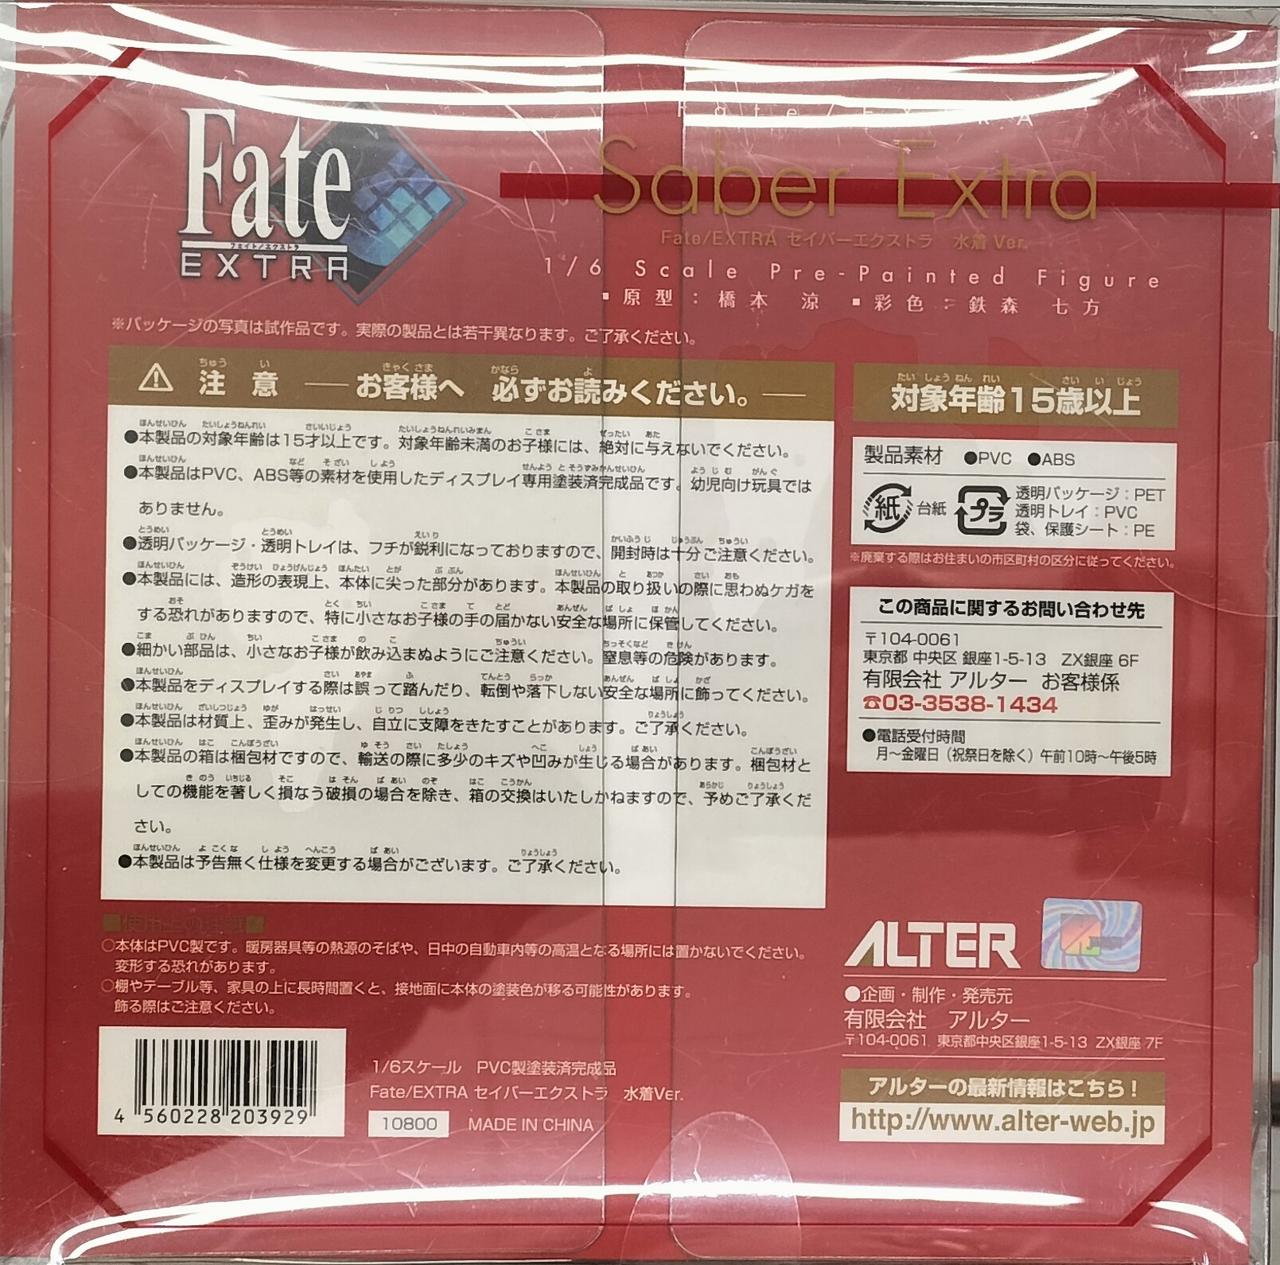 Fate
フェイト/エクストラ
EXTRA
Fate/EXTRA
Saber Extra
Fate/EXTRA セイバーエクストラ 水着 Ver.
1/6 Scale Pre-Painted Figure
▪原型：橋本 涼 ▪彩色：鉄森 七方
※パッケージの写真は試作品です。実際の製品とは若干異なります。ご了承ください。
⚠ 注意 ── お客様へ 必ずお読みください。 ──
●本製品の対象年齢は15才以上です。対象年齢未満のお子様には、絶対に与えないでください。
●本製品はPVC、ABS等の素材を使用したディスプレイ専用塗装済完成品です。幼児向け玩具では
ありません。
●透明パッケージ・透明トレイは、フチが鋭利になっておりますので、開封時は十分ご注意ください。
●本製品には、造形の表現上、本体に尖った部分があります。本製品の取り扱いの際に思わぬケガを
する恐れがありますので、特に小さなお子様の手の届かない安全な場所に保管してください。
●細かい部品は、小さなお子様が飲み込まぬようにご注意ください。窒息等の危険があります。
●本製品をディスプレイする際は誤って踏んだり、転倒や落下しない安全な場所に飾ってください。
●本製品は材質上、歪みが発生し、自立に支障をきたすことがあります。ご了承ください。
●本製品の箱は梱包材ですので、輸送の際に多少のキズや凹みが生じる場合があります。梱包材と
しての機能を著しく損なう破損の場合を除き、箱の交換はいたしかねますので、予めご了承くだ
さい。
●本製品は予告無く仕様を変更する場合がございます。ご了承ください。
■使用上の注意■
○本体はPVC製です。暖房器具等の熱源のそばや、日中の自動車内等の高温となる場所には置かないでください。
変形する恐れがあります。
○棚やテーブル等、家具の上に長時間置くと、接地面に本体の塗装色が移る可能性があります。
飾る際はご注意ください。
4 560228 203929
1/6スケール PVC製塗装済完成品
Fate/EXTRA セイバーエクストラ 水着Ver.
10800 MADE IN CHINA
対象年齢15歳以上
製品素材 ●PVC ●ABS
紙 台紙
プラ
透明パッケージ：PET
透明トレイ：PVC
袋、保護シート：PE
※廃棄する際はお住まいの市区町村の区分に従ってください。
この商品に関するお問い合わせ先
〒104-0061
東京都 中央区 銀座1-5-13 ZX銀座 6F
有限会社 アルター お客様係
☎03-3538-1434
●電話受付時間
月〜金曜日（祝祭日を除く）午前10時〜午後5時
ALTER
●企画・制作・発売元
有限会社 アルター
〒104-0061 東京都中央区銀座1-5-13 ZX銀座 7F
アルターの最新情報はこちら！
http://www.alter-web.jp